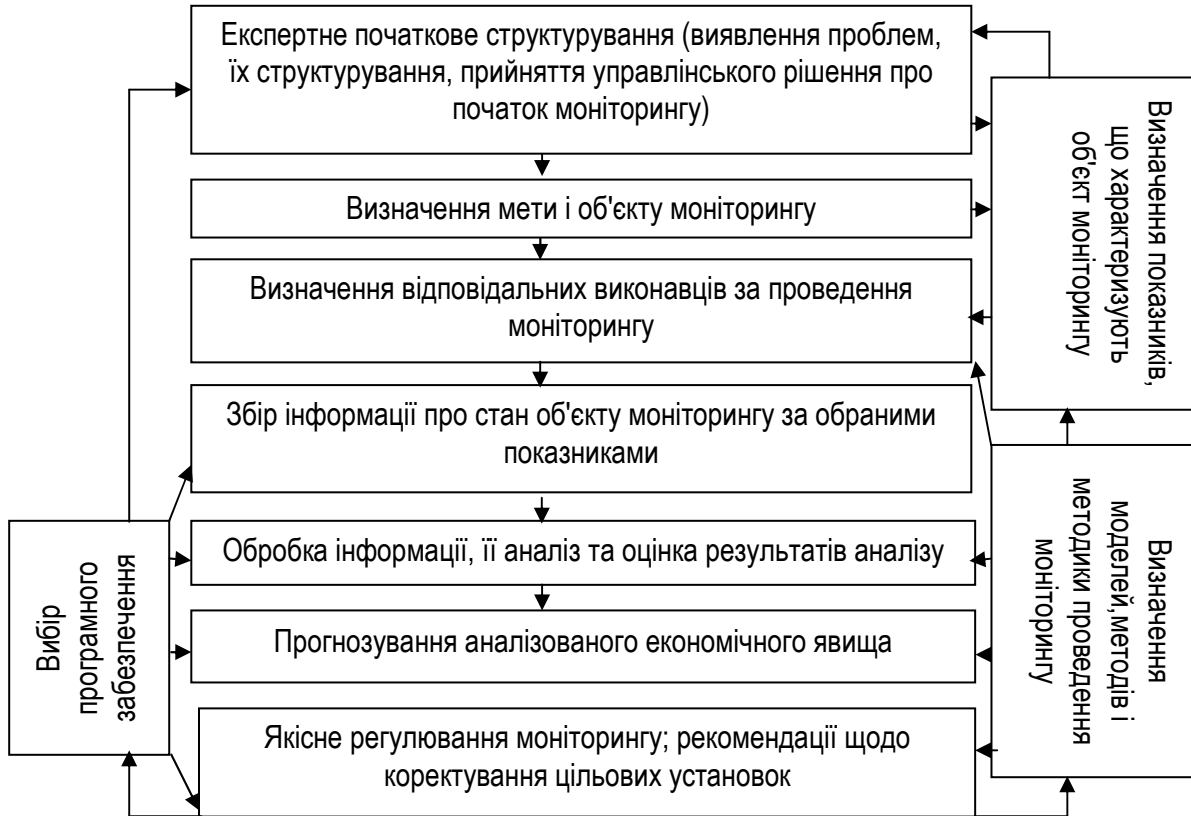 Експертне початкове структурування (виявлення проблем,
їх структурування, прийняття управлінського рішення про
початок моніторингу)
Визначення мети і об'єкту моніторингу
Визначення відповідальних виконавців за проведення
моніторингу
Збір інформації про стан об'єкту моніторингу за обраними
показниками
Обробка інформації, її аналіз та оцінка результатів аналізу
Прогнозування аналізованого економічного явища
Якісне регулювання моніторингу; рекомендації щодо
коректування цільових установок
Вибір
програмного
забезпечення
Визначення показників,
що характеризують
об'єкт моніторингу
Визначення
моделей,методів і
методики проведення
моніторингу